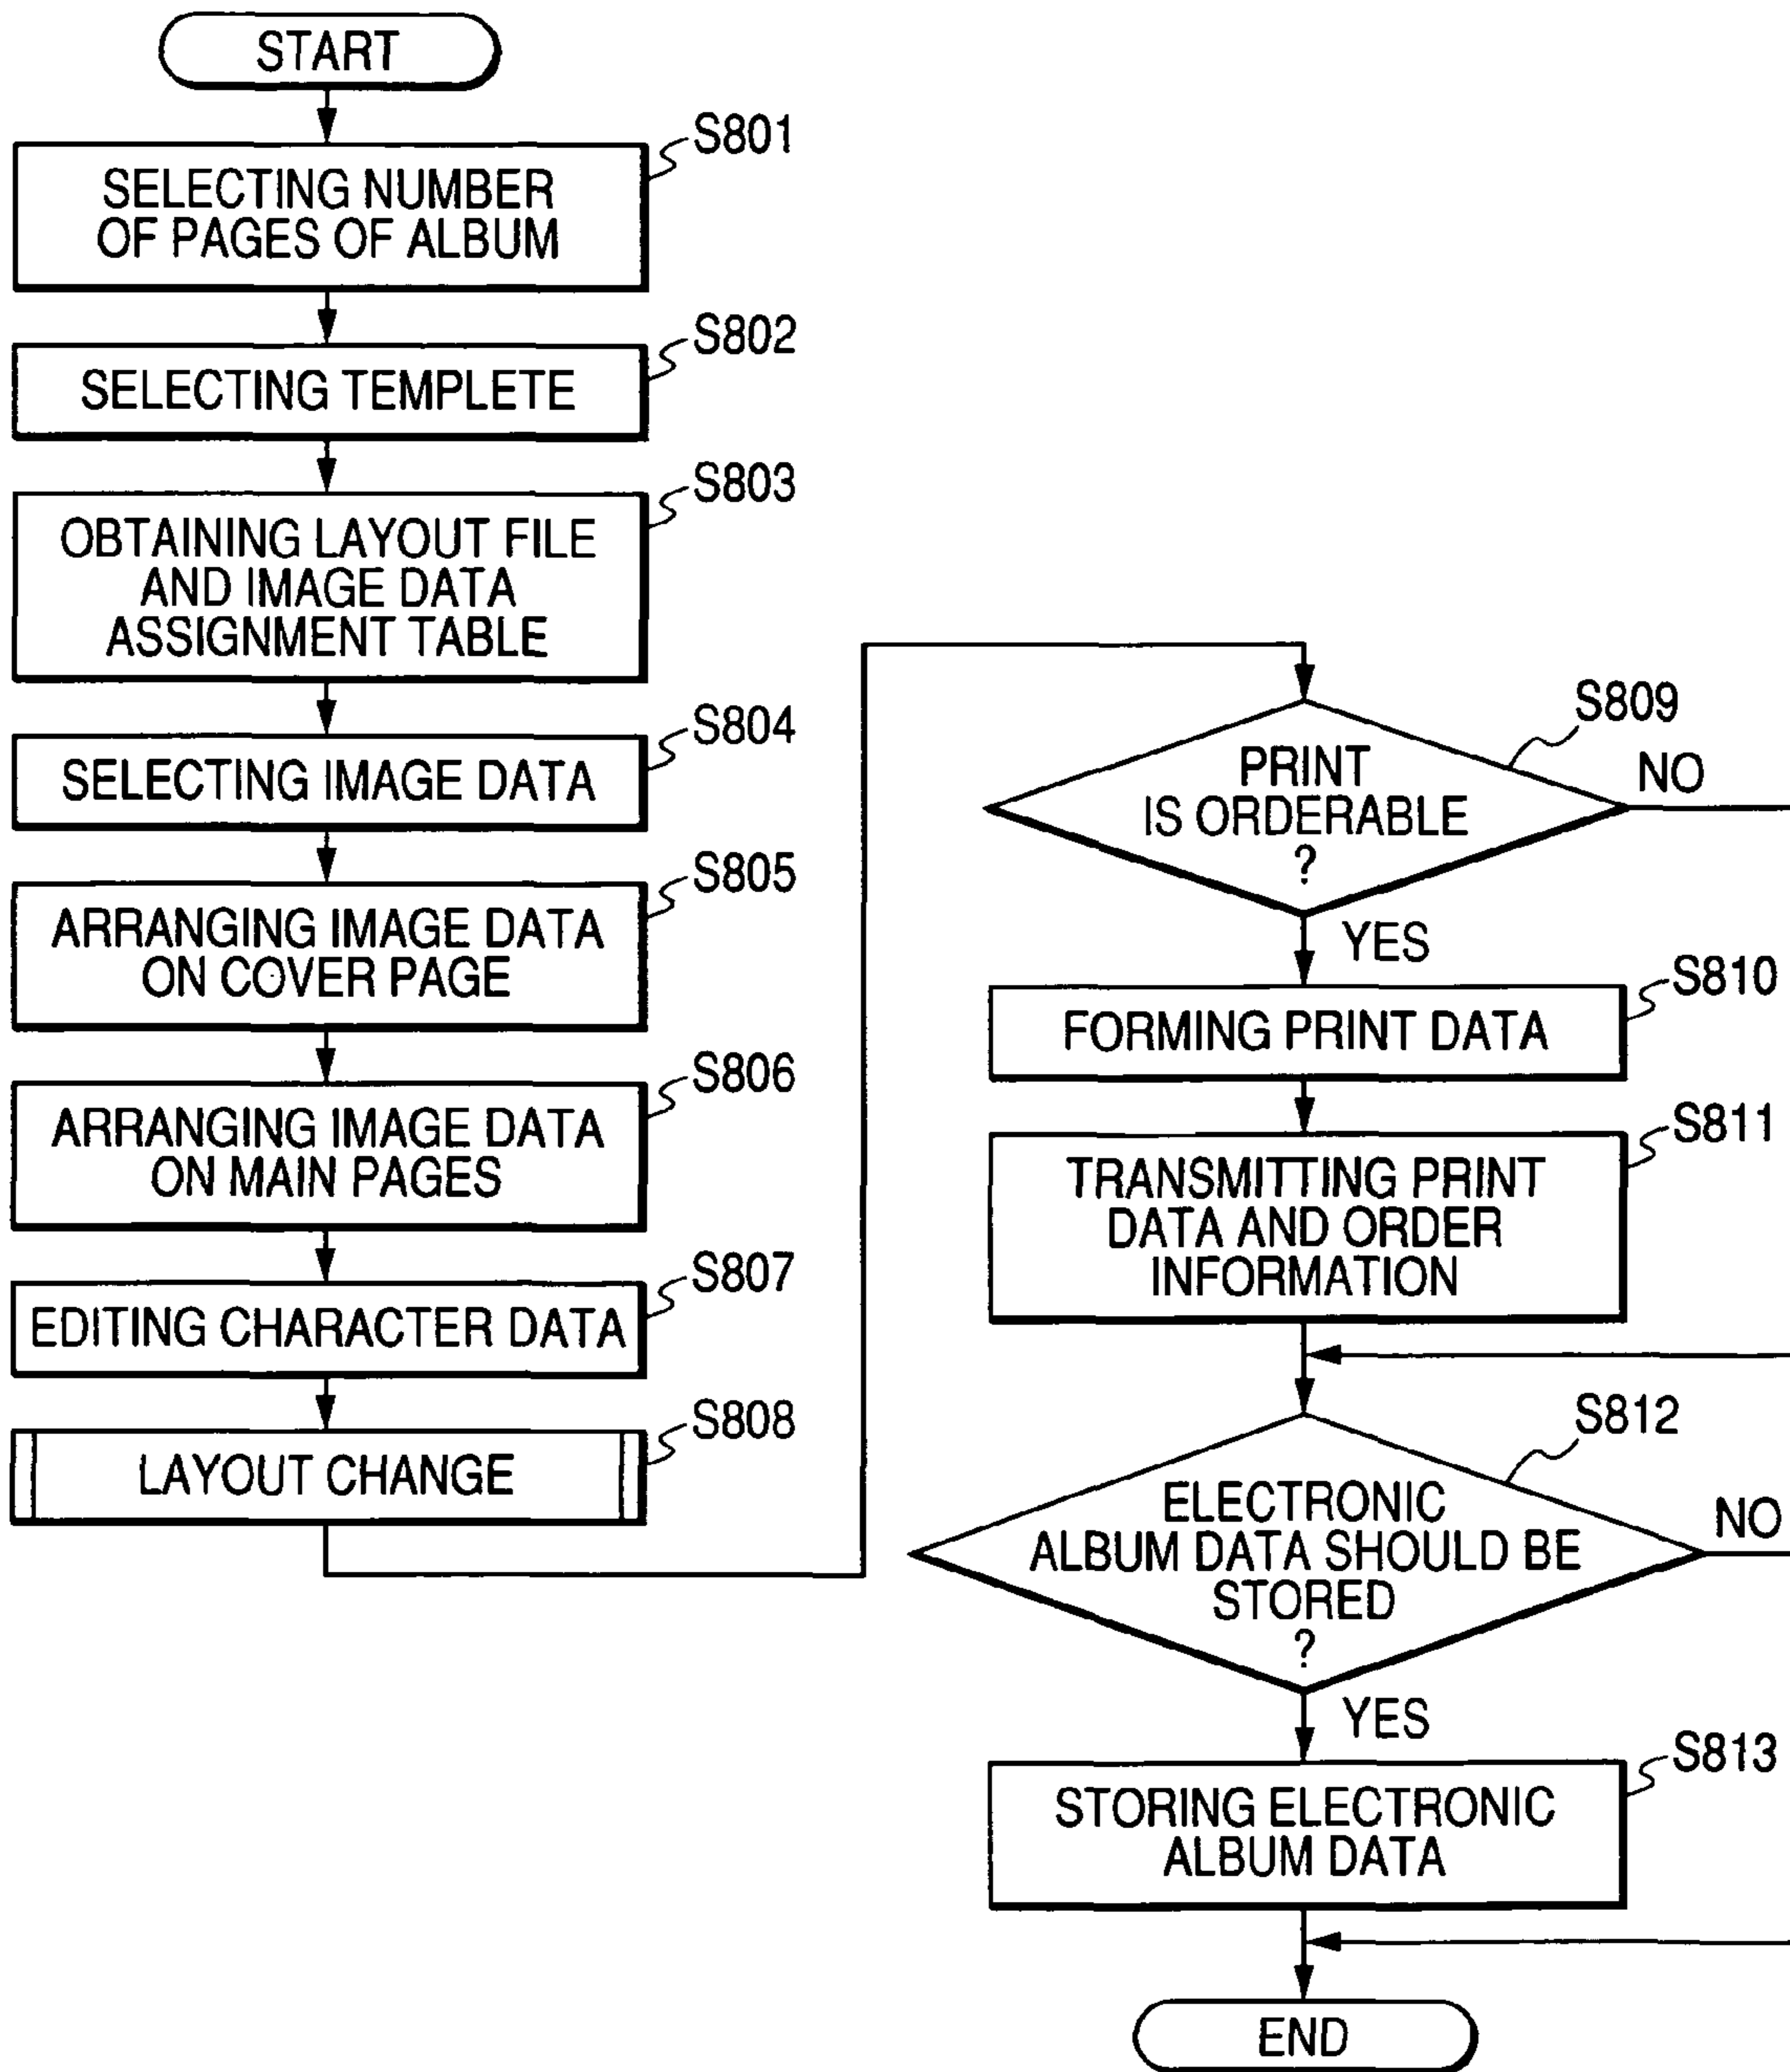 START
S801
SELECTING NUMBER
OF PAGES OF ALBUM
S802
SELECTING TEMPLETE
S803
OBTAINING LAYOUT FILE
AND IMAGE DATA
ASSIGNMENT TABLE
S804
SELECTING IMAGE DATA
S805
ARRANGING IMAGE DATA
ON COVER PAGE
S806
ARRANGING IMAGE DATA
ON MAIN PAGES
S807
EDITING CHARACTER DATA
S808
LAYOUT CHANGE
S809
PRINT
IS ORDERABLE
?
NO
YES
S810
FORMING PRINT DATA
S811
TRANSMITTING PRINT
DATA AND ORDER
INFORMATION
S812
ELECTRONIC
ALBUM DATA SHOULD BE
STORED
?
NO
YES
S813
STORING ELECTRONIC
ALBUM DATA
END